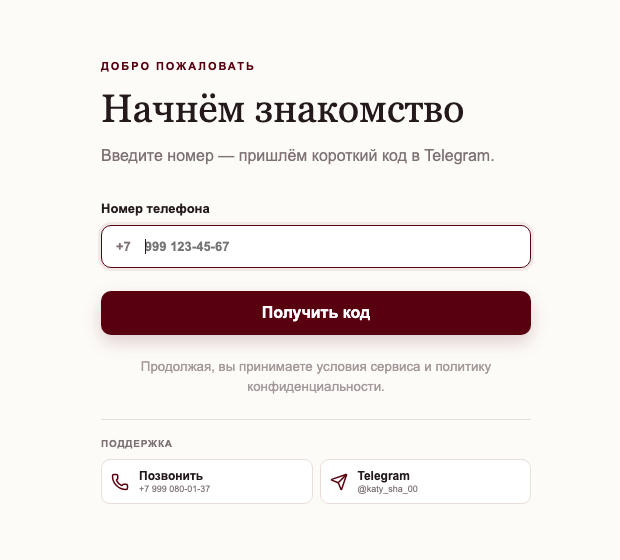 ДОБРО ПОЖАЛОВАТЬ
Начнём знакомство
Введите номер — пришлём короткий код в Telegram.
Номер телефона
+7 999 123-45-67
Получить код
Продолжая, вы принимаете условия сервиса и политику
конфиденциальности.
ПОДДЕРЖКА
Позвонить
+7 999 080-01-37
Telegram
@katy_sha_00